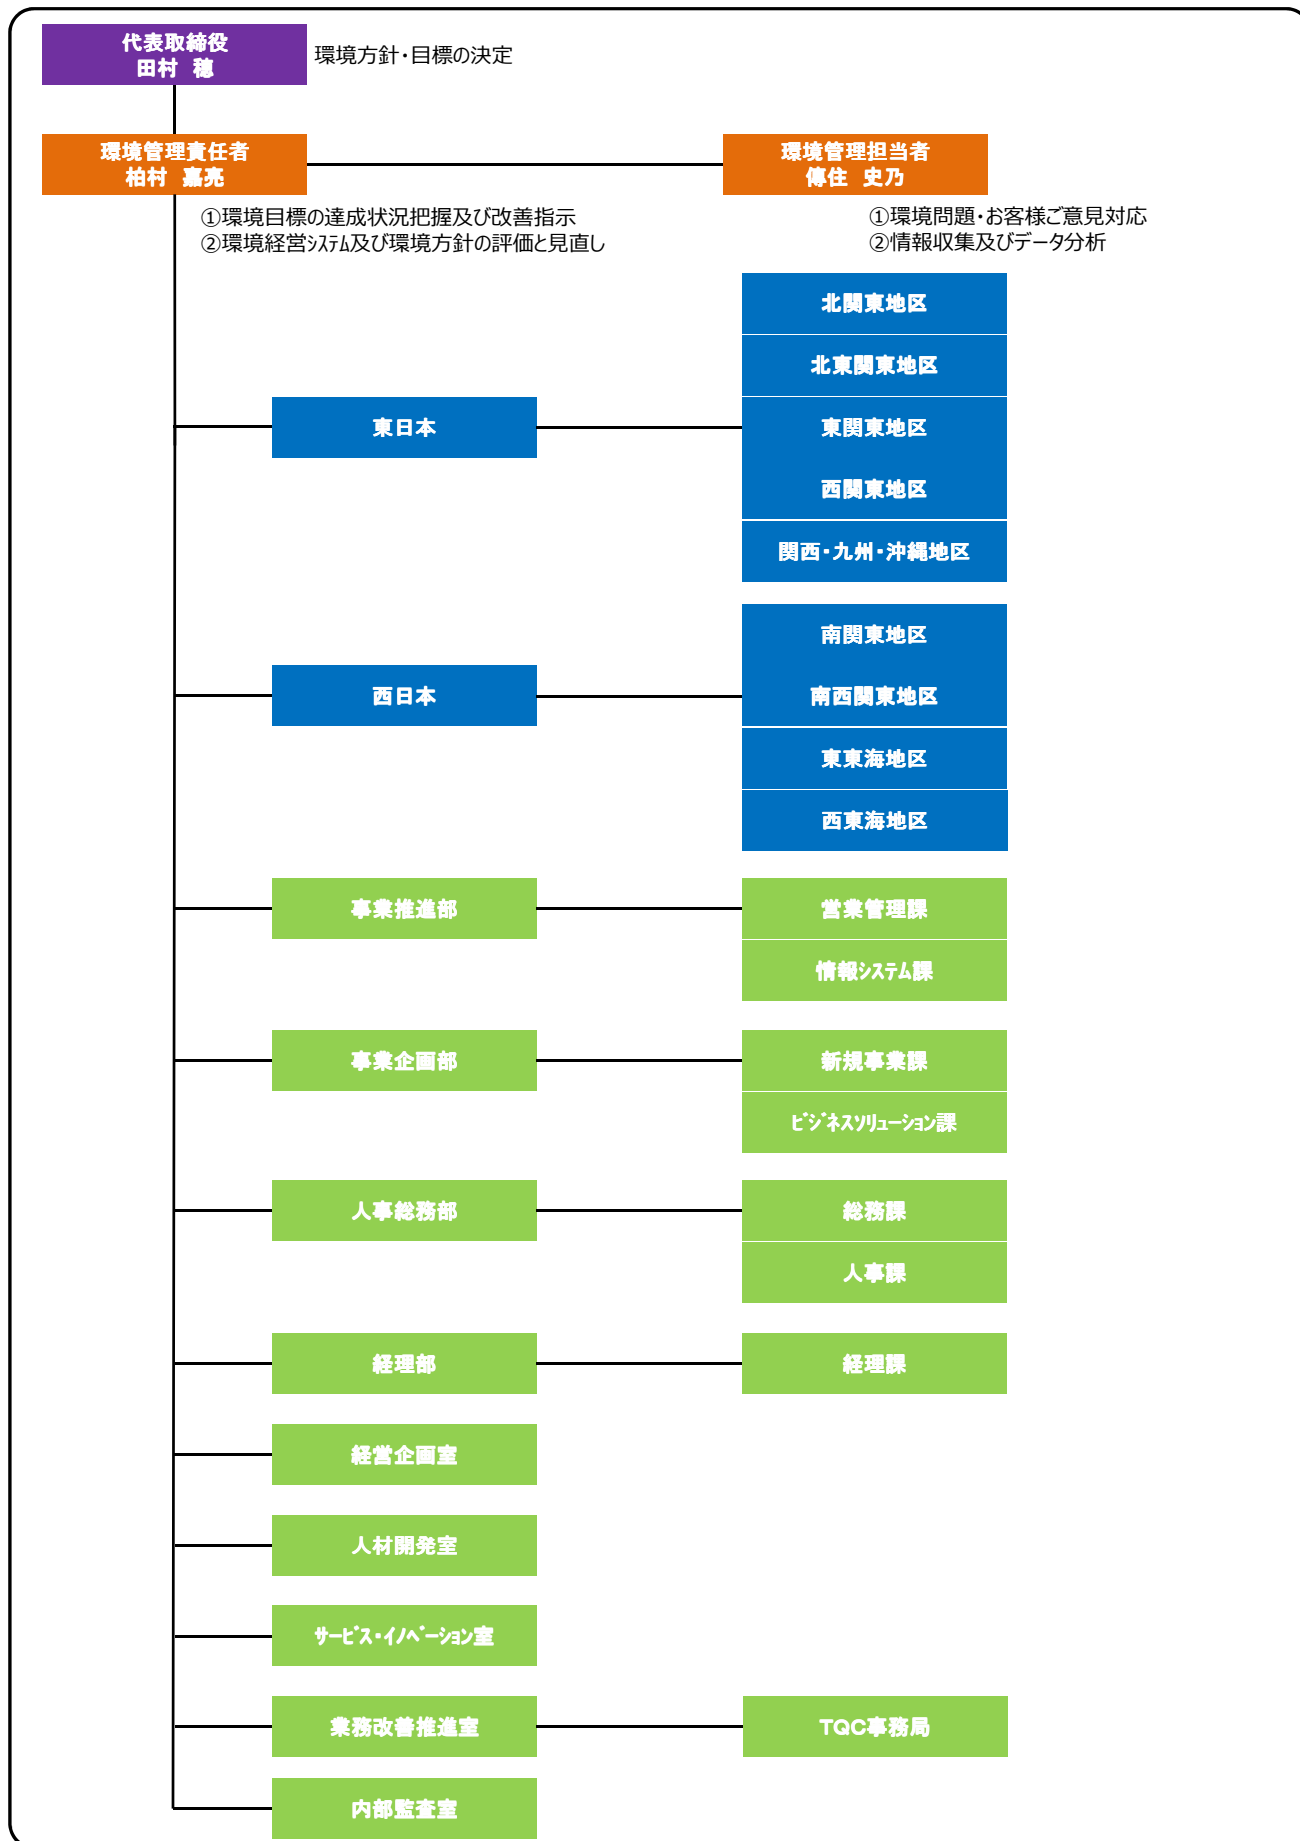 代表取締役
田村　穂
環境方針・目標の決定
環境管理責任者
柏村　嘉亮
環境管理担当者
傳住　史乃
①環境目標の達成状況把握及び改善指示
②環境経営ｼｽﾃﾑ及び環境方針の評価と見直し
①環境問題・お客様ご意見対応
②情報収集及びﾃﾞｰﾀ分析
北関東地区
北東関東地区
東日本
東関東地区
西関東地区
関西・九州・沖縄地区
南関東地区
西日本
南西関東地区
東東海地区
西東海地区
事業推進部
営業管理課
情報ｼｽﾃﾑ課
事業企画部
新規事業課
ﾋﾞｼﾞﾈｽｿﾘｭｰｼｮﾝ課
人事総務部
総務課
人事課
経理部
経理課
経営企画室
人材開発室
ｻｰﾋﾞｽ・ｲﾉﾍﾞｰｼｮﾝ室
業務改善推進室
TQC事務局
内部監査室